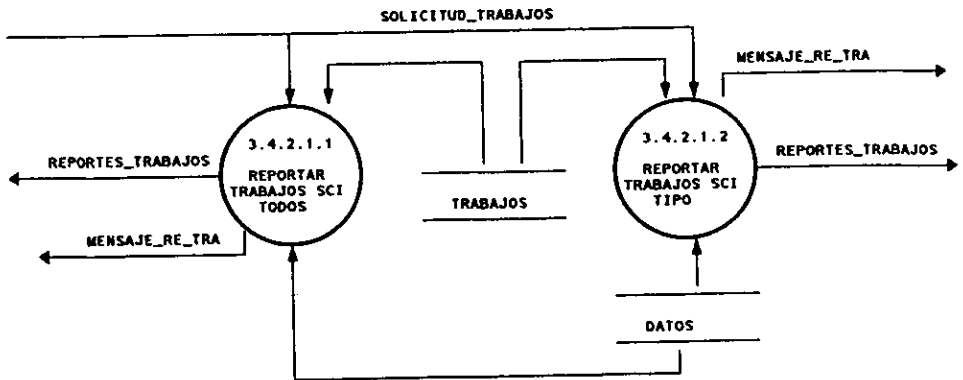 SOLICITUD_TRABAJOS
MENSAJE_RE_TRA
3.4.2.1.1
REPORTAR
TRABAJOS SCI
TODOS
3.4.2.1.2
REPORTAR
TRABAJOS SCI
TIPO
REPORTES_TRABAJOS
REPORTES_TRABAJOS
TRABAJOS
MENSAJE_RE_TRA
DATOS